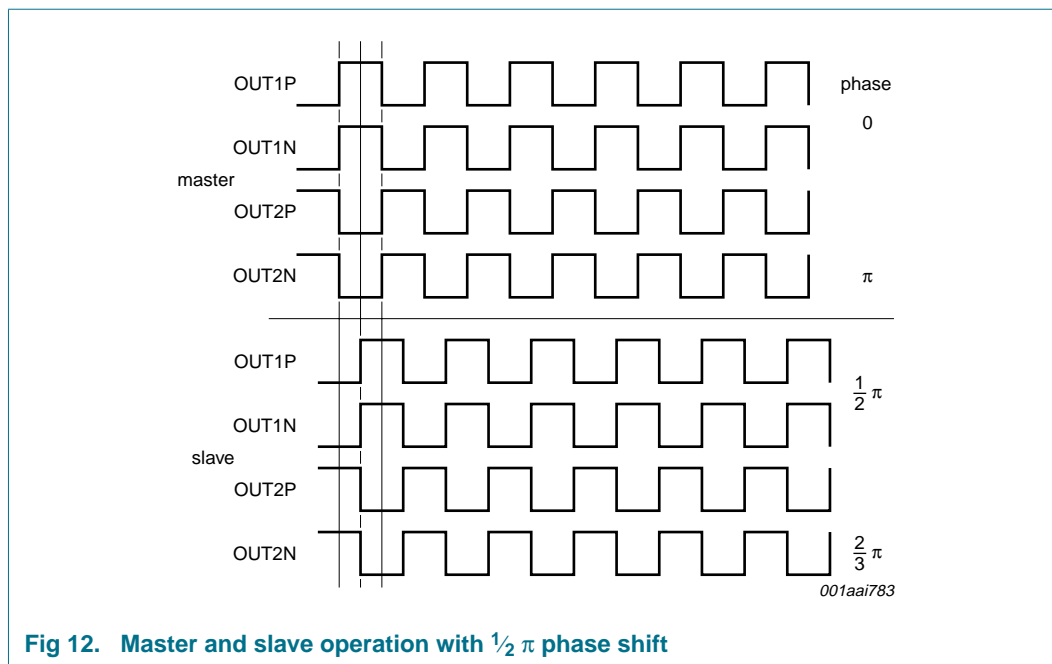 OUT1P
phase
0
OUT1N
master
OUT2P
OUT2N
π
OUT1P
1/2 π
OUT1N
slave
OUT2P
OUT2N
2/3 π
001aai783
Fig 12. Master and slave operation with 1⁄2 π phase shift